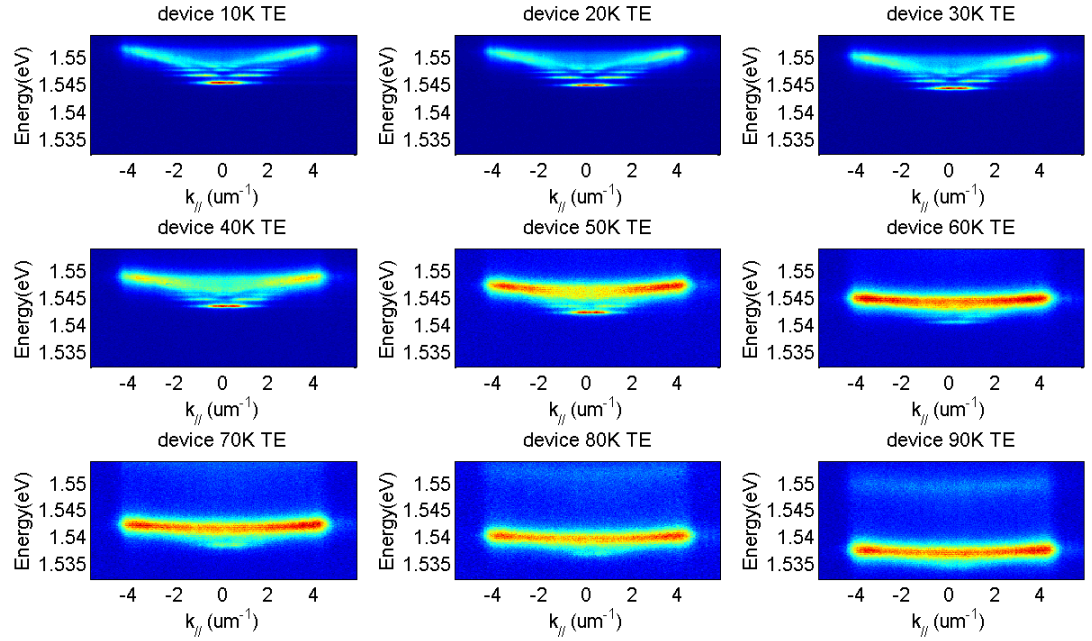 device 10K TE
device 20K TE
device 30K TE
Energy(eV)
1.55
1.545
1.54
1.535
-4 -2 0 2 4
k// (um-1)
Energy(eV)
1.55
1.545
1.54
1.535
-4 -2 0 2 4
k// (um-1)
Energy(eV)
1.55
1.545
1.54
1.535
-4 -2 0 2 4
k// (um-1)
device 40K TE
device 50K TE
device 60K TE
Energy(eV)
1.55
1.545
1.54
1.535
-4 -2 0 2 4
k// (um-1)
Energy(eV)
1.55
1.545
1.54
1.535
-4 -2 0 2 4
k// (um-1)
Energy(eV)
1.55
1.545
1.54
1.535
-4 -2 0 2 4
k// (um-1)
device 70K TE
device 80K TE
device 90K TE
Energy(eV)
1.55
1.545
1.54
1.535
-4 -2 0 2 4
k// (um-1)
Energy(eV)
1.55
1.545
1.54
1.535
-4 -2 0 2 4
k// (um-1)
Energy(eV)
1.55
1.545
1.54
1.535
-4 -2 0 2 4
k// (um-1)